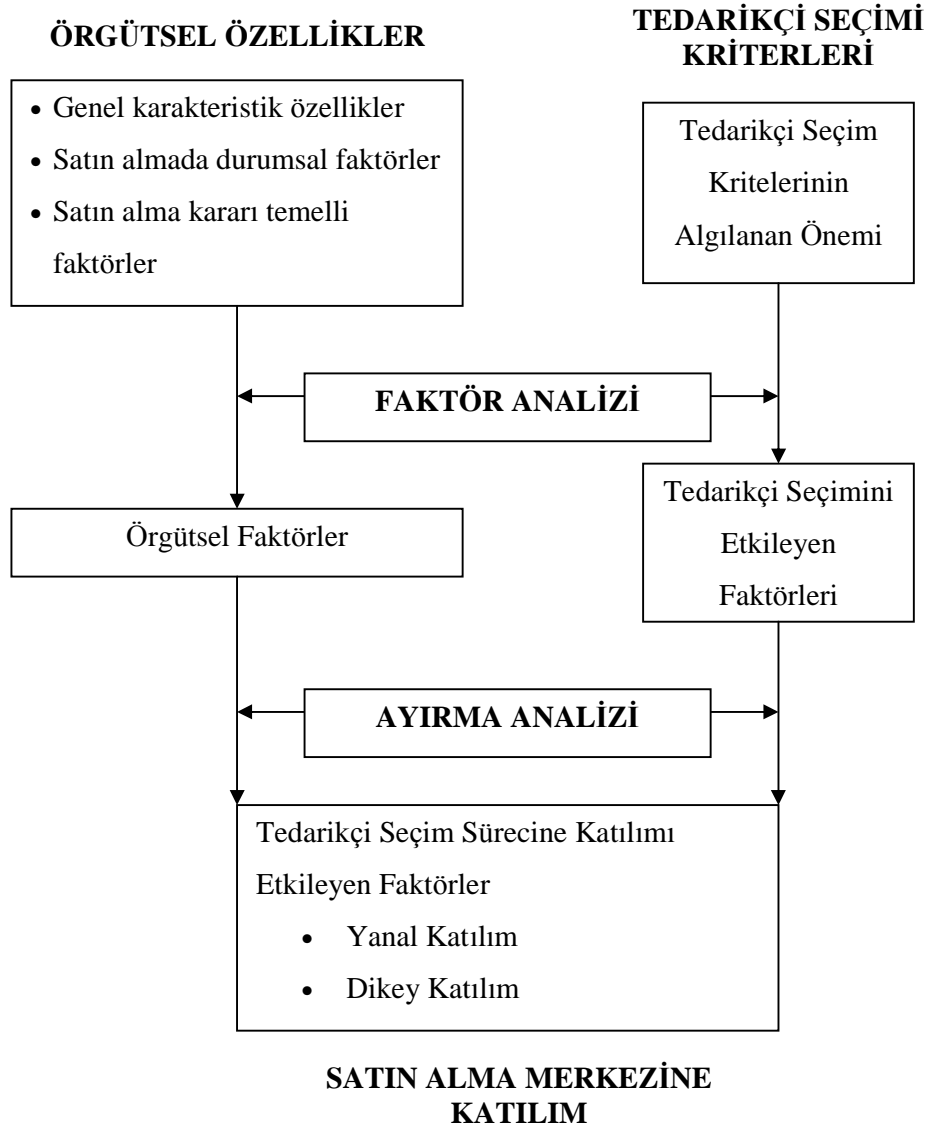 ÖRGÜTSEL ÖZELLİKLER
TEDARİKÇİ SEÇİMİ
KRİTERLERİ
• Genel karakteristik özellikler
• Satın almada durumsal faktörler
• Satın alma kararı temelli
faktörler
Tedarikçi Seçim
Kritelerinin
Algılanan Önemi
FAKTÖR ANALİZİ
Örgütsel Faktörler
Tedarikçi Seçimini
Etkileyen
Faktörleri
AYIRMA ANALİZİ
Tedarikçi Seçim Sürecine Katılımı
Etkileyen Faktörler
• Yanal Katılım
• Dikey Katılım
SATIN ALMA MERKEZİNE
KATILIM